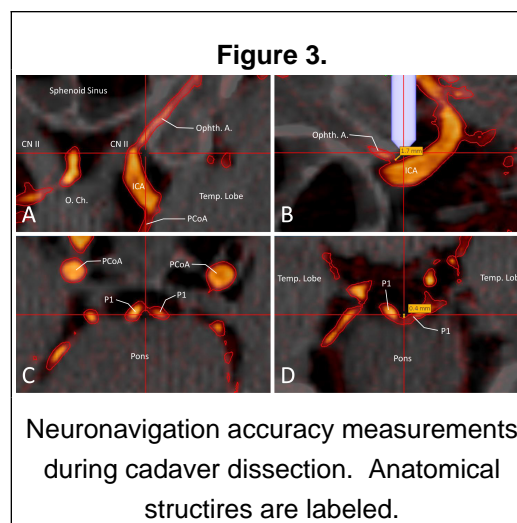 Figure 3.
Sphenoid Sinus
CN II
CN II
Ophth. A.
ICA
O. Ch.
Temp. Lobe
PCoA
A
Ophth. A.
1.7 mm
ICA
B
PCoA
PCoA
P1
P1
Pons
C
Temp. Lobe
Temp. Lob
P1
0.4 mm
P1
Pons
D
Neuronavigation accuracy measurements
during cadaver dissection. Anatomical
structires are labeled.